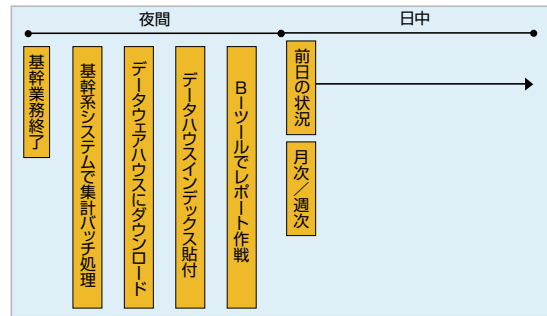 夜間
日中
基幹業務終了
基幹系システムで集計バッチ処理
データウェアハウスにダウンロード
データハウスインデックス貼付
BIツールでレポート作戦
前日の状況
月次／週次